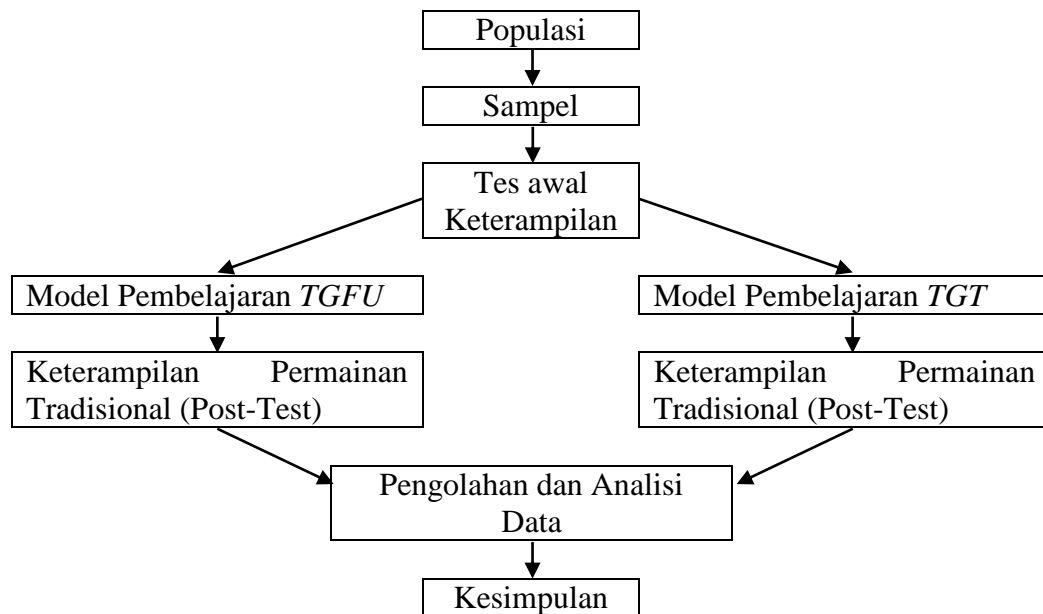 Populasi
Sampel
Tes awal
Keterampilan
Model Pembelajaran TGFU
Model Pembelajaran TGT
Keterampilan Permainan
Tradisional (Post-Test)
Keterampilan Permainan
Tradisional (Post-Test)
Pengolahan dan Analisi
Data
Kesimpulan